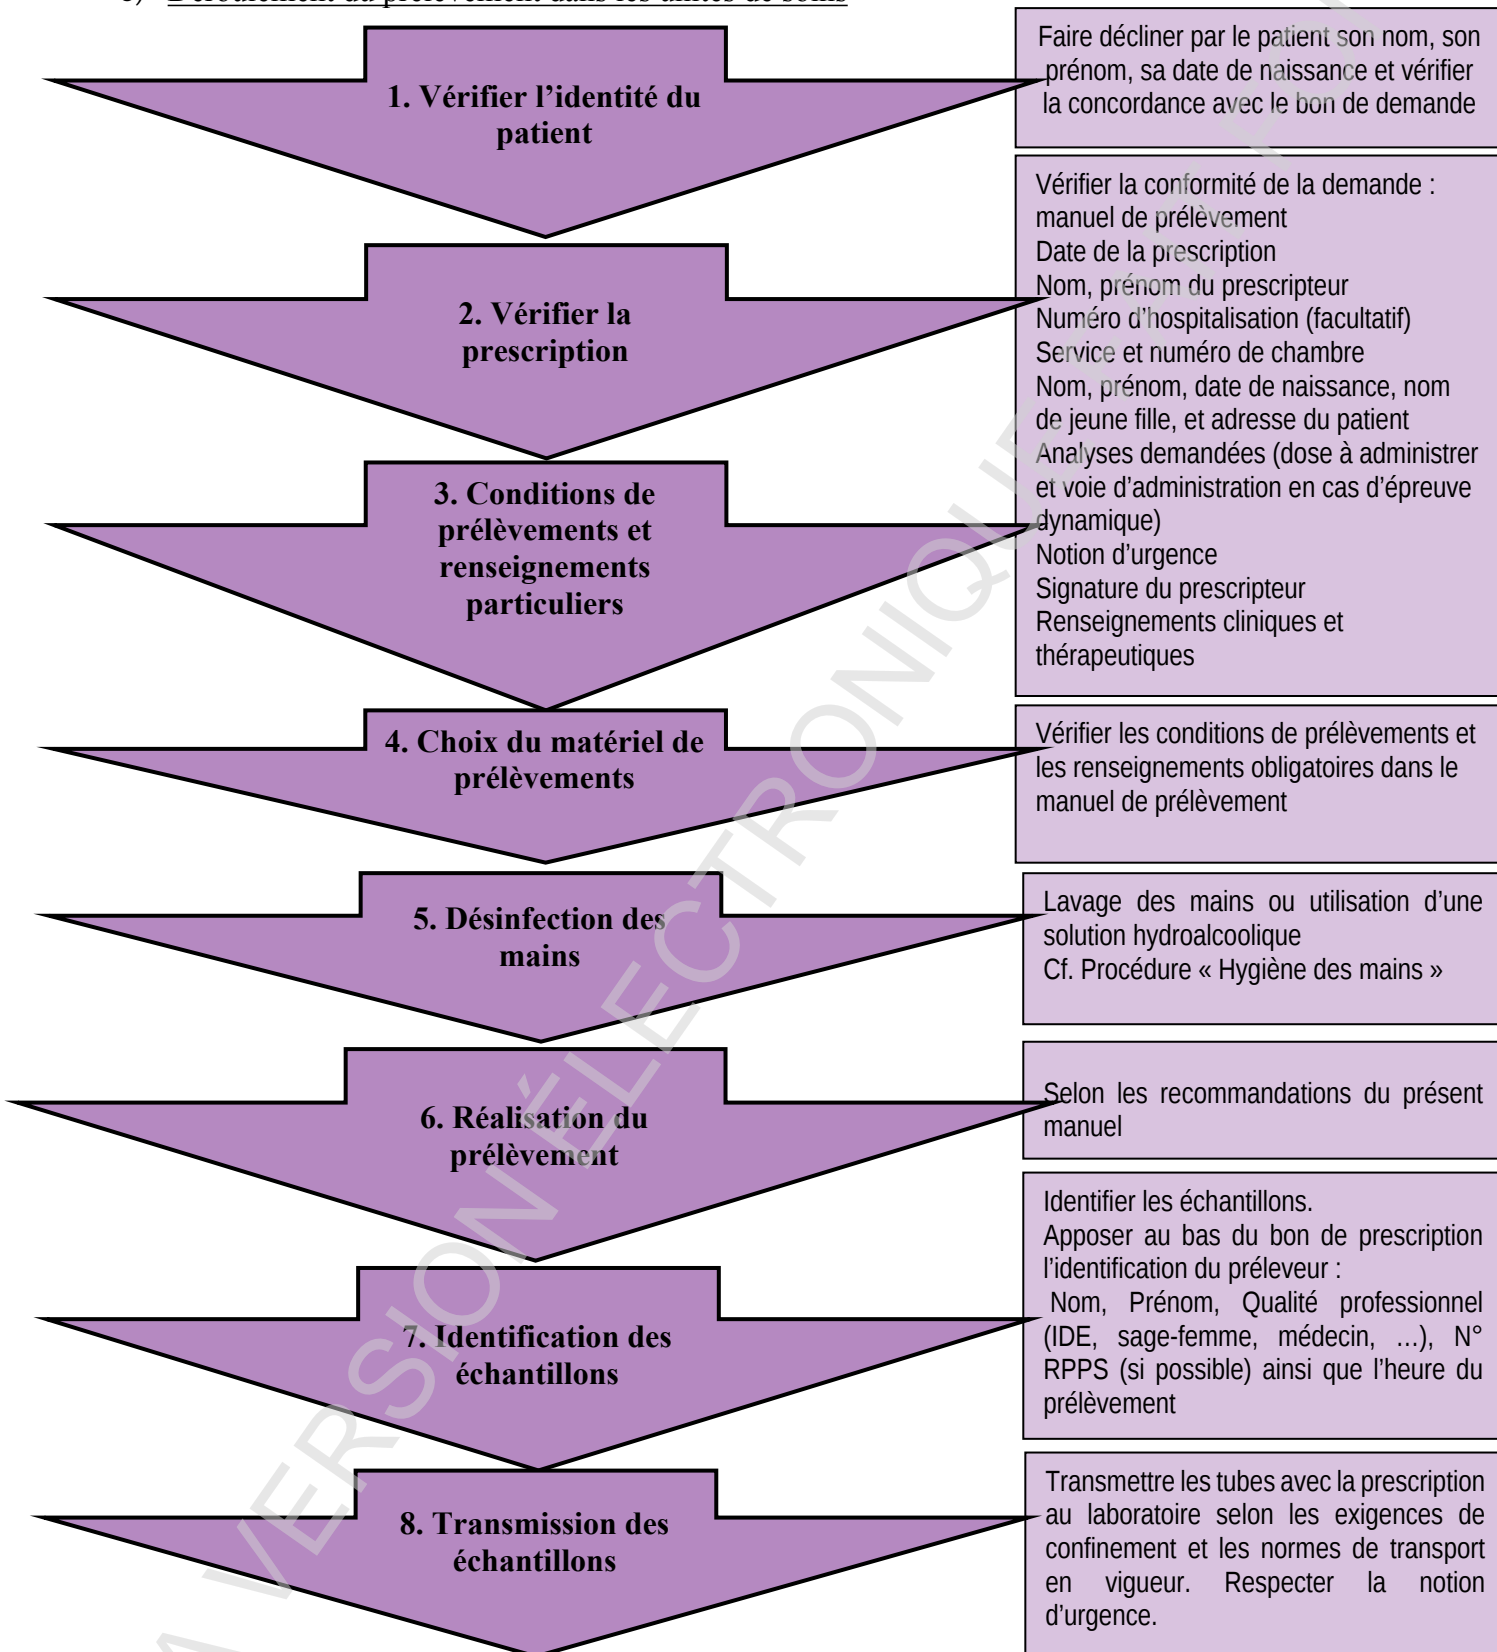 Déroulement du prélèvement dans les unités de soins
1. Vérifier l’identité du
patient
Faire décliner par le patient son nom, son
prénom, sa date de naissance et vérifier
la concordance avec le bon de demande
2. Vérifier la
prescription
Vérifier la conformité de la demande :
manuel de prélèvement
Date de la prescription
Nom, prénom du prescripteur
Numéro d’hospitalisation (facultatif)
Service et numéro de chambre
Nom, prénom, date de naissance, nom
de jeune fille, et adresse du patient
Analyses demandées (dose à administrer
et voie d’administration en cas d’épreuve
dynamique)
Notion d’urgence
Signature du prescripteur
Renseignements cliniques et
thérapeutiques
3. Conditions de
prélèvements et
renseignements
particuliers
4. Choix du matériel de
prélèvements
Vérifier les conditions de prélèvements et
les renseignements obligatoires dans le
manuel de prélèvement
5. Désinfection des
mains
Lavage des mains ou utilisation d’une
solution hydroalcoolique
Cf. Procédure « Hygiène des mains »
6. Réalisation du
prélèvement
Selon les recommandations du présent
manuel
7. Identification des
échantillons
Identifier les échantillons.
Apposer au bas du bon de prescription
l’identification du préleveur :
Nom, Prénom, Qualité professionnel
(IDE, sage-femme, médecin, …), N°
RPPS (si possible) ainsi que l’heure du
prélèvement
8. Transmission des
échantillons
Transmettre les tubes avec la prescription
au laboratoire selon les exigences de
confinement et les normes de transport
en vigueur. Respecter la notion
d’urgence.
VERSION ÉLECTRONIQUE